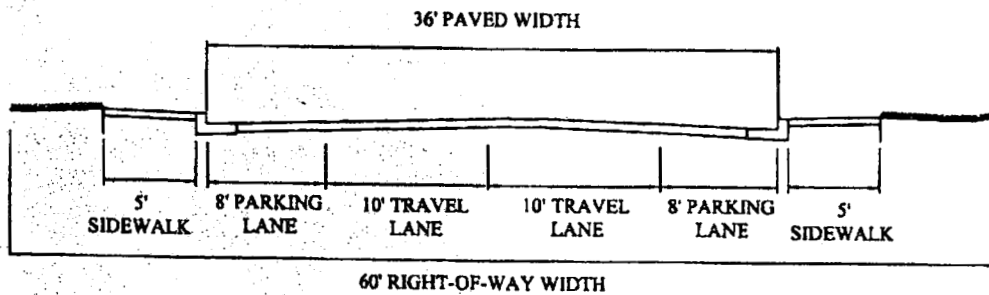 36' PAVED WIDTH
5'
SIDEWALK
8' PARKING
LANE
10' TRAVEL
LANE
10' TRAVEL
LANE
8' PARKING
LANE
5'
SIDEWALK
60' RIGHT-OF-WAY WIDTH